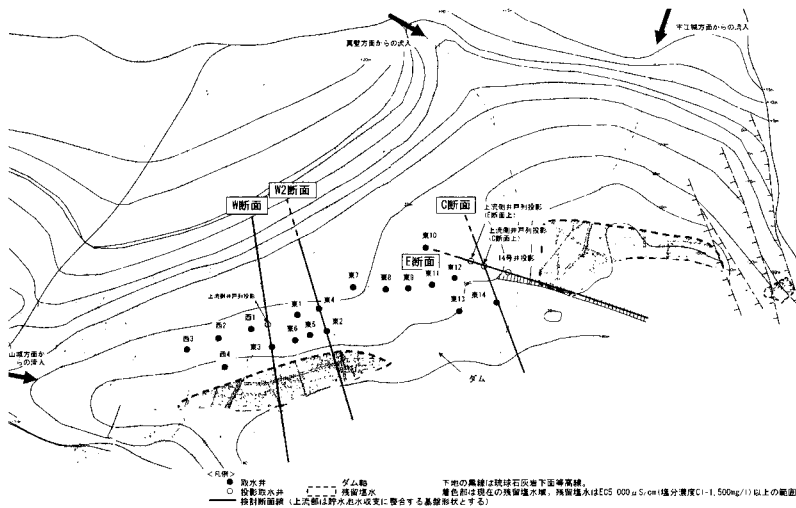 真壁方面からの流入
宇江城方面からの流入
W2断面
W断面
C断面
上流側井戸列投影
(E断面上)
上流側井戸列投影
(C断面上)
東10
14号井投影
E断面
東12
東7
東8
東9
東11
東13
東14
上流側井戸列投影
東1
東4
西1
西2
西3
東6
東5
東2
東3
西4
山城方面か
らの流入
ダム
<凡例>
取水井
ダム軸
下地の黒線は琉球石灰岩下面等高線。
投影取水井
残留塩水
着色部は現在の残留塩水域, 残留塩水はEC5 000μS/cm(塩分濃度Cl-1,500mg/l)以上の範囲
検討断面線(上流部は貯水池水収支に整合する基盤形状とする)